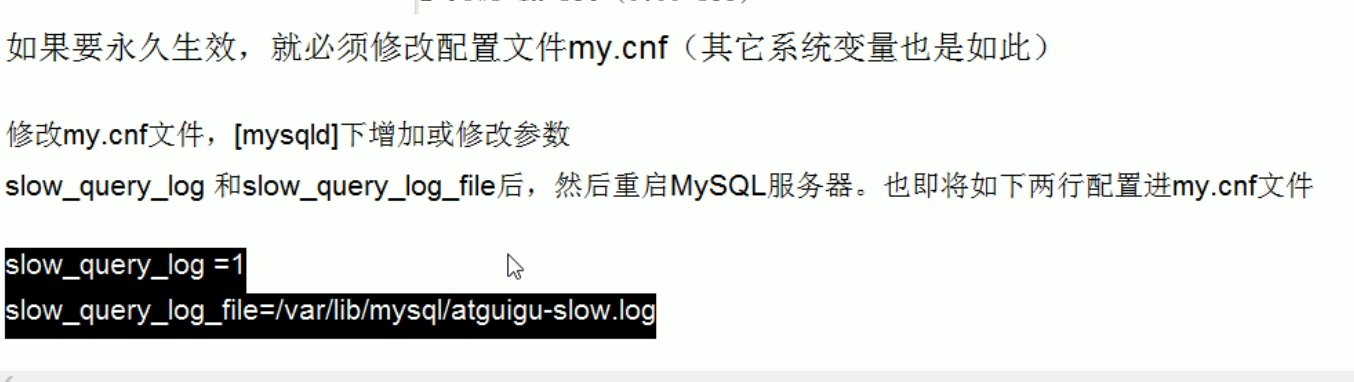 如果要永久生效，就必须修改配置文件my.cnf（其它系统变量也是如此）
修改my.cnf文件，[mysqld]下增加或修改参数
slow_query_log 和slow_query_log_file后，然后重启MySQL服务器。也即将如下两行配置进my.cnf文件
slow_query_log =1
slow_query_log_file=/var/lib/mysql/atguigu-slow.log